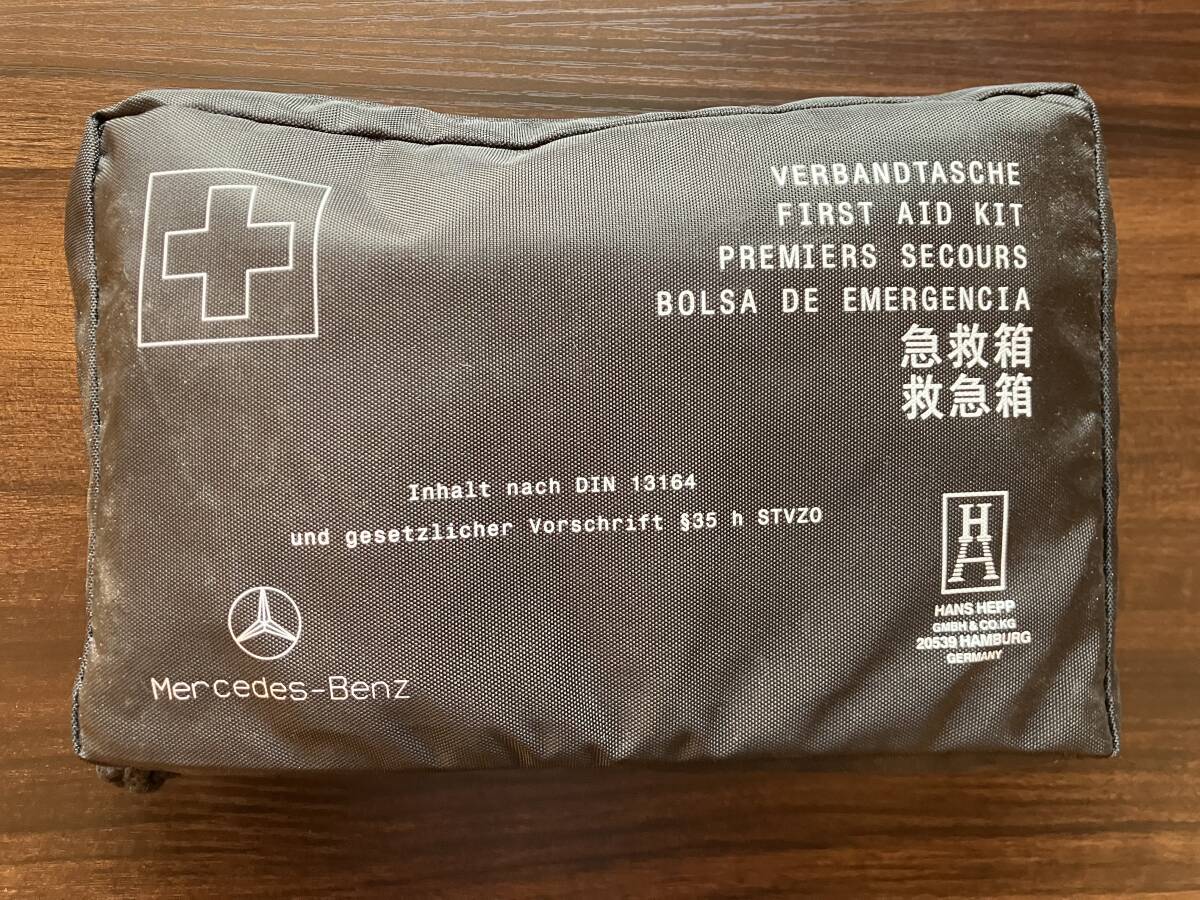 VERBANDTASCHE
FIRST AID KIT
PREMIERS SECOURS
BOLSA DE EMERGENCIA
急救箱
救急箱
Inhalt nach DIN 13164
und gesetzlicher Vorschrift §35 h STVZO
Mercedes-Benz
HA
HANS HEPP
GMBH & CO.KG
20539 HAMBURG
GERMANY